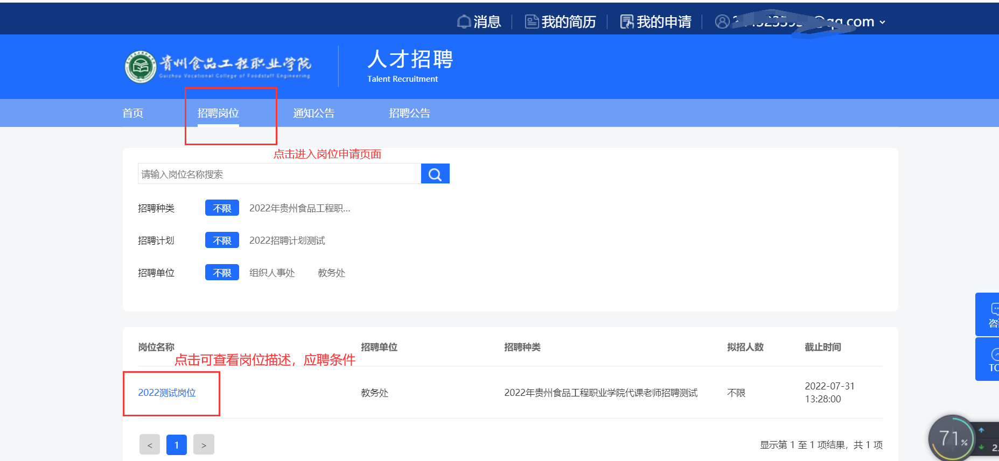 消息 我的简历 我的申请 @qq.com
贵州食品工程职业学院
Guizhou Vocational College of Foodstuff Engineering
人才招聘
Talent Recruitment
首页 招聘岗位 通知公告 招聘公告
点击进入岗位申请页面
请输入岗位名称搜索
招聘种类 不限 2022年贵州食品工程职...
招聘计划 不限 2022招聘计划测试
招聘单位 不限 组织人事处 教务处
岗位名称 招聘单位 招聘种类 拟招人数 截止时间
点击可查看岗位描述，应聘条件
2022测试岗位 教务处 2022年贵州食品工程职业学院代课老师招聘测试 不限 2022-07-31
13:28:00
< 1 >
显示第 1 至 1 项结果，共 1 项
71%